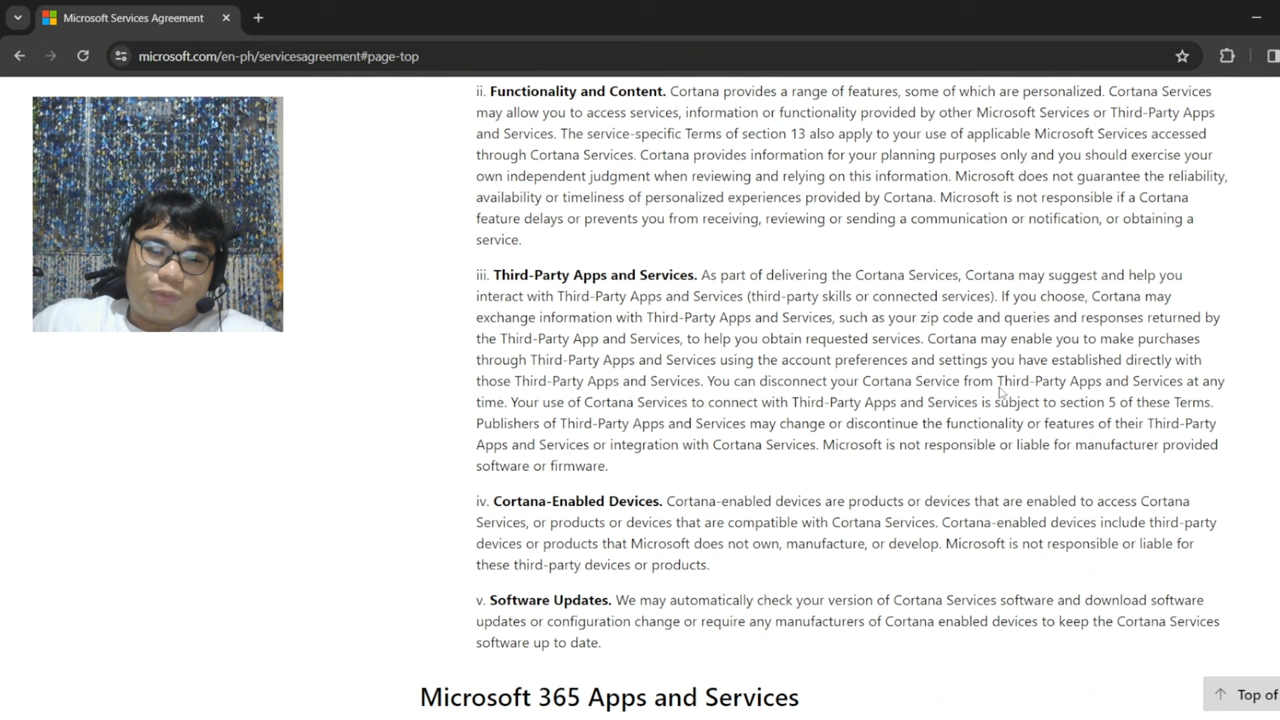 Microsoft Services Agreement
microsoft.com/en-ph/servicesagreement#page-top
ii. Functionality and Content. Cortana provides a range of features, some of which are personalized. Cortana Services
may allow you to access services, information or functionality provided by other Microsoft Services or Third-Party Apps
and Services. The service-specific Terms of section 13 also apply to your use of applicable Microsoft Services accessed
through Cortana Services. Cortana provides information for your planning purposes only and you should exercise your
own independent judgment when reviewing and relying on this information. Microsoft does not guarantee the reliability,
availability or timeliness of personalized experiences provided by Cortana. Microsoft is not responsible if a Cortana
feature delays or prevents you from receiving, reviewing or sending a communication or notification, or obtaining a
service.
iii. Third-Party Apps and Services. As part of delivering the Cortana Services, Cortana may suggest and help you
interact with Third-Party Apps and Services (third-party skills or connected services). If you choose, Cortana may
exchange information with Third-Party Apps and Services, such as your zip code and queries and responses returned by
the Third-Party App and Services, to help you obtain requested services. Cortana may enable you to make purchases
through Third-Party Apps and Services using the account preferences and settings you have established directly with
those Third-Party Apps and Services. You can disconnect your Cortana Service from Third-Party Apps and Services at any
time. Your use of Cortana Services to connect with Third-Party Apps and Services is subject to section 5 of these Terms.
Publishers of Third-Party Apps and Services may change or discontinue the functionality or features of their Third-Party
Apps and Services or integration with Cortana Services. Microsoft is not responsible or liable for manufacturer provided
software or firmware.
iv. Cortana-Enabled Devices. Cortana-enabled devices are products or devices that are enabled to access Cortana
Services, or products or devices that are compatible with Cortana Services. Cortana-enabled devices include third-party
devices or products that Microsoft does not own, manufacture, or develop. Microsoft is not responsible or liable for
these third-party devices or products.
v. Software Updates. We may automatically check your version of Cortana Services software and download software
updates or configuration change or require any manufacturers of Cortana enabled devices to keep the Cortana Services
software up to date.
Microsoft 365 Apps and Services
Top of